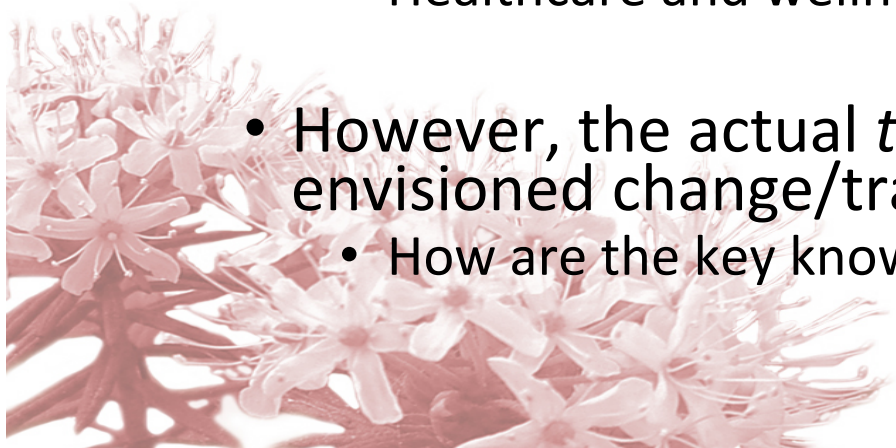 Healthcare and welln
• However, the actual t
envisioned change/tra
• How are the key know